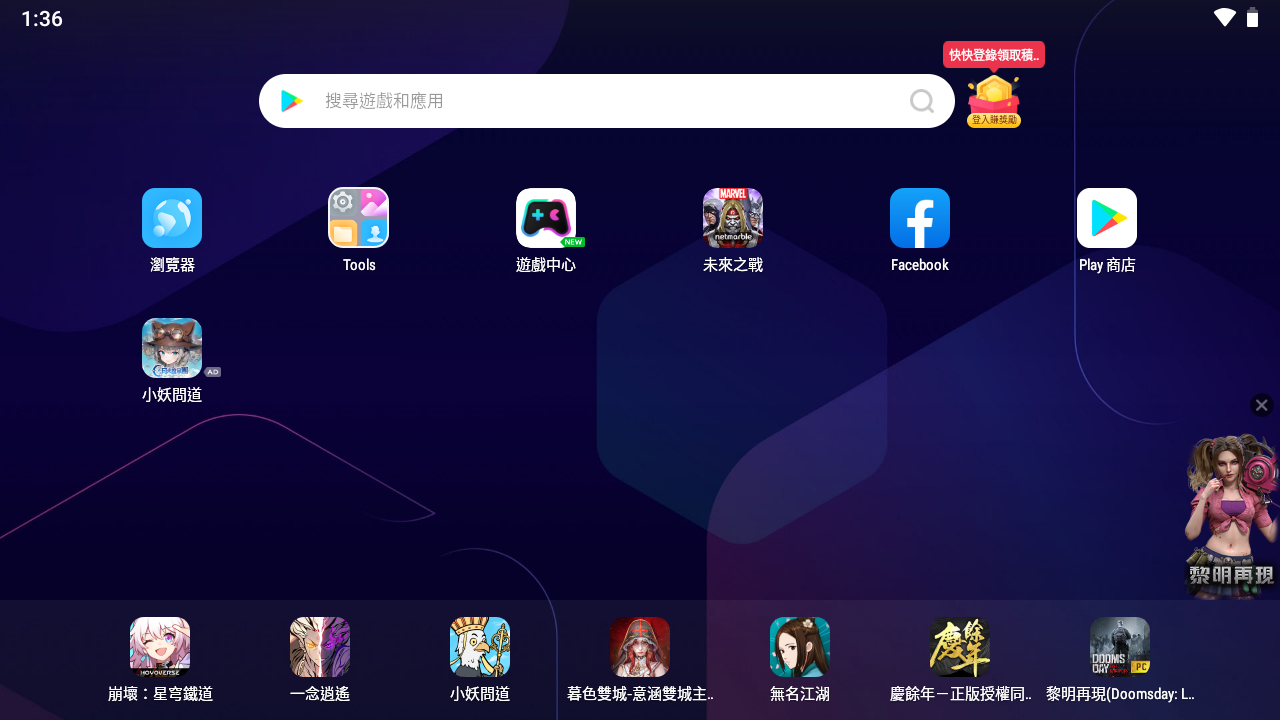 1:36
快快登錄領取積..
搜尋遊戲和應用
登入賺獎勵
NEW
MARVEL
netmarble
瀏覽器
Tools
遊戲中心
未來之戰
Facebook
Play 商店
AD
小妖問道
黎明再現
HOYOVERSE
慶餘年
DOOMS
DAY
PC
崩壞：星穹鐵道
一念逍遙
小妖問道
暮色雙城-意涵雙城主..
無名江湖
慶餘年－正版授權同..
黎明再現(Doomsday: L..